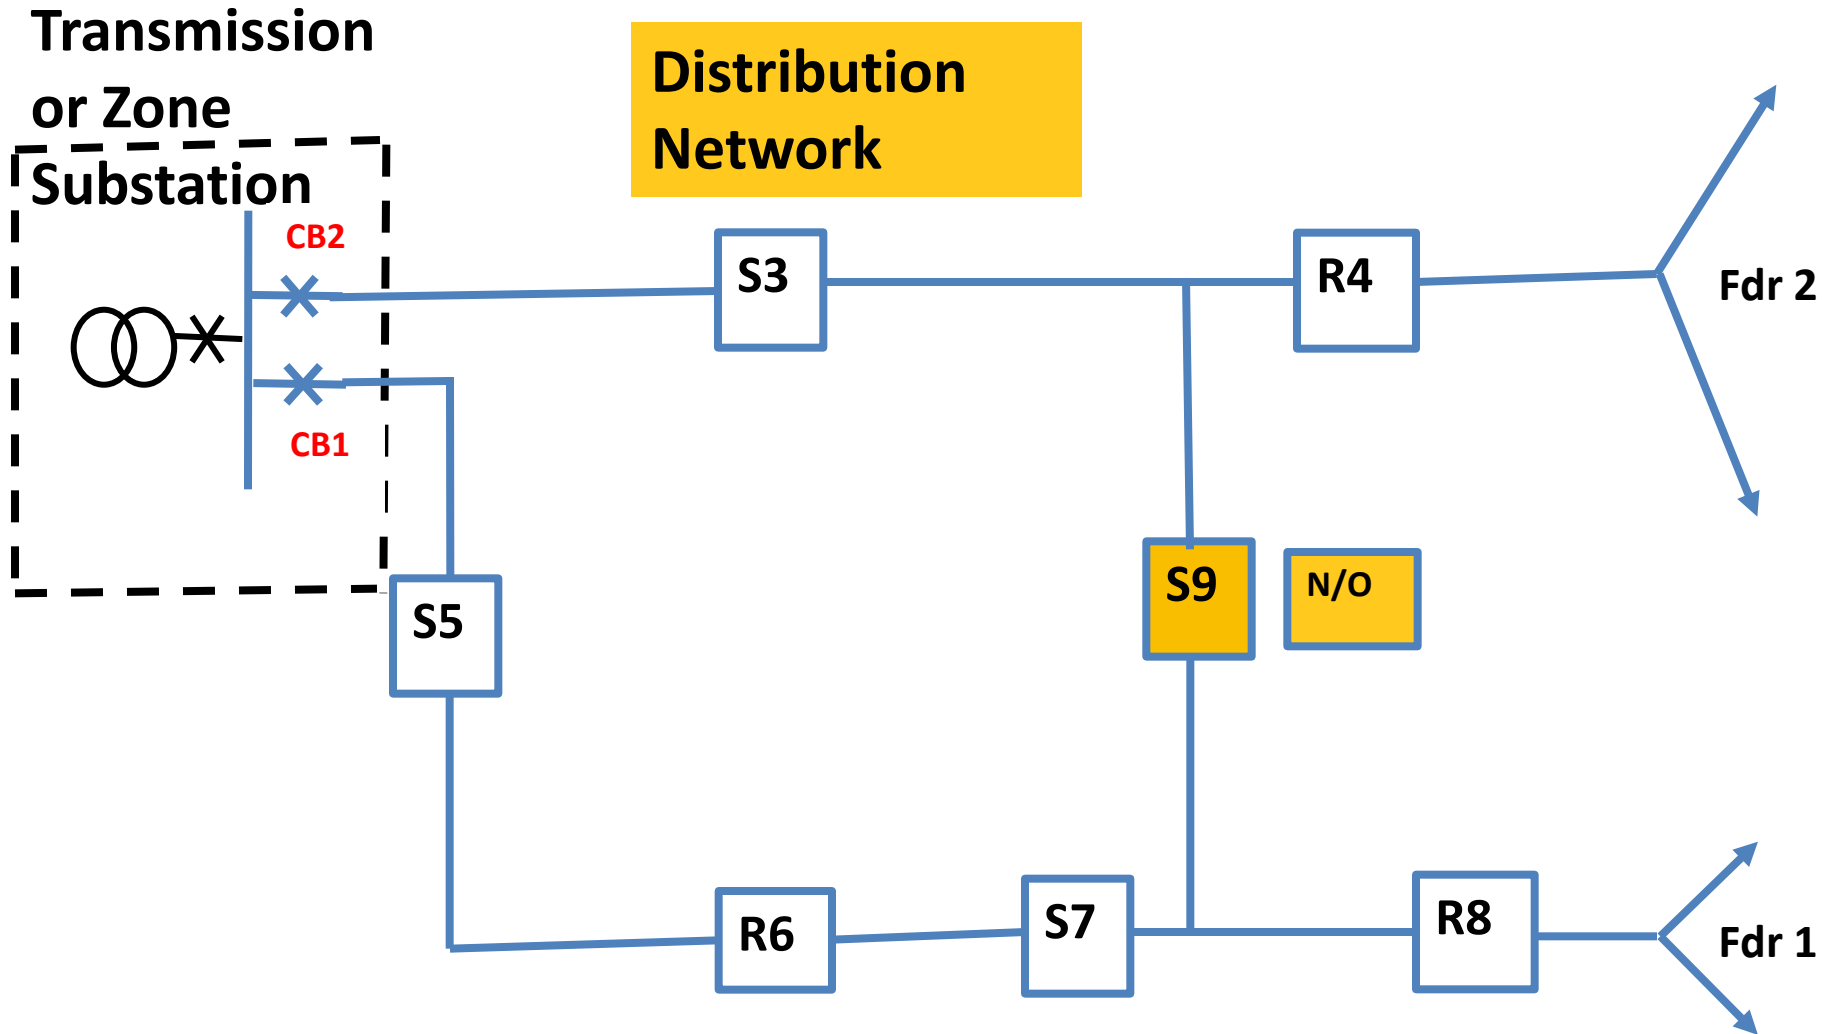 Transmission
or Zone
Substation
Distribution
Network
CB2
S3
R4
Fdr 2
CB1
S9
N/O
S5
R6
S7
R8
Fdr 1